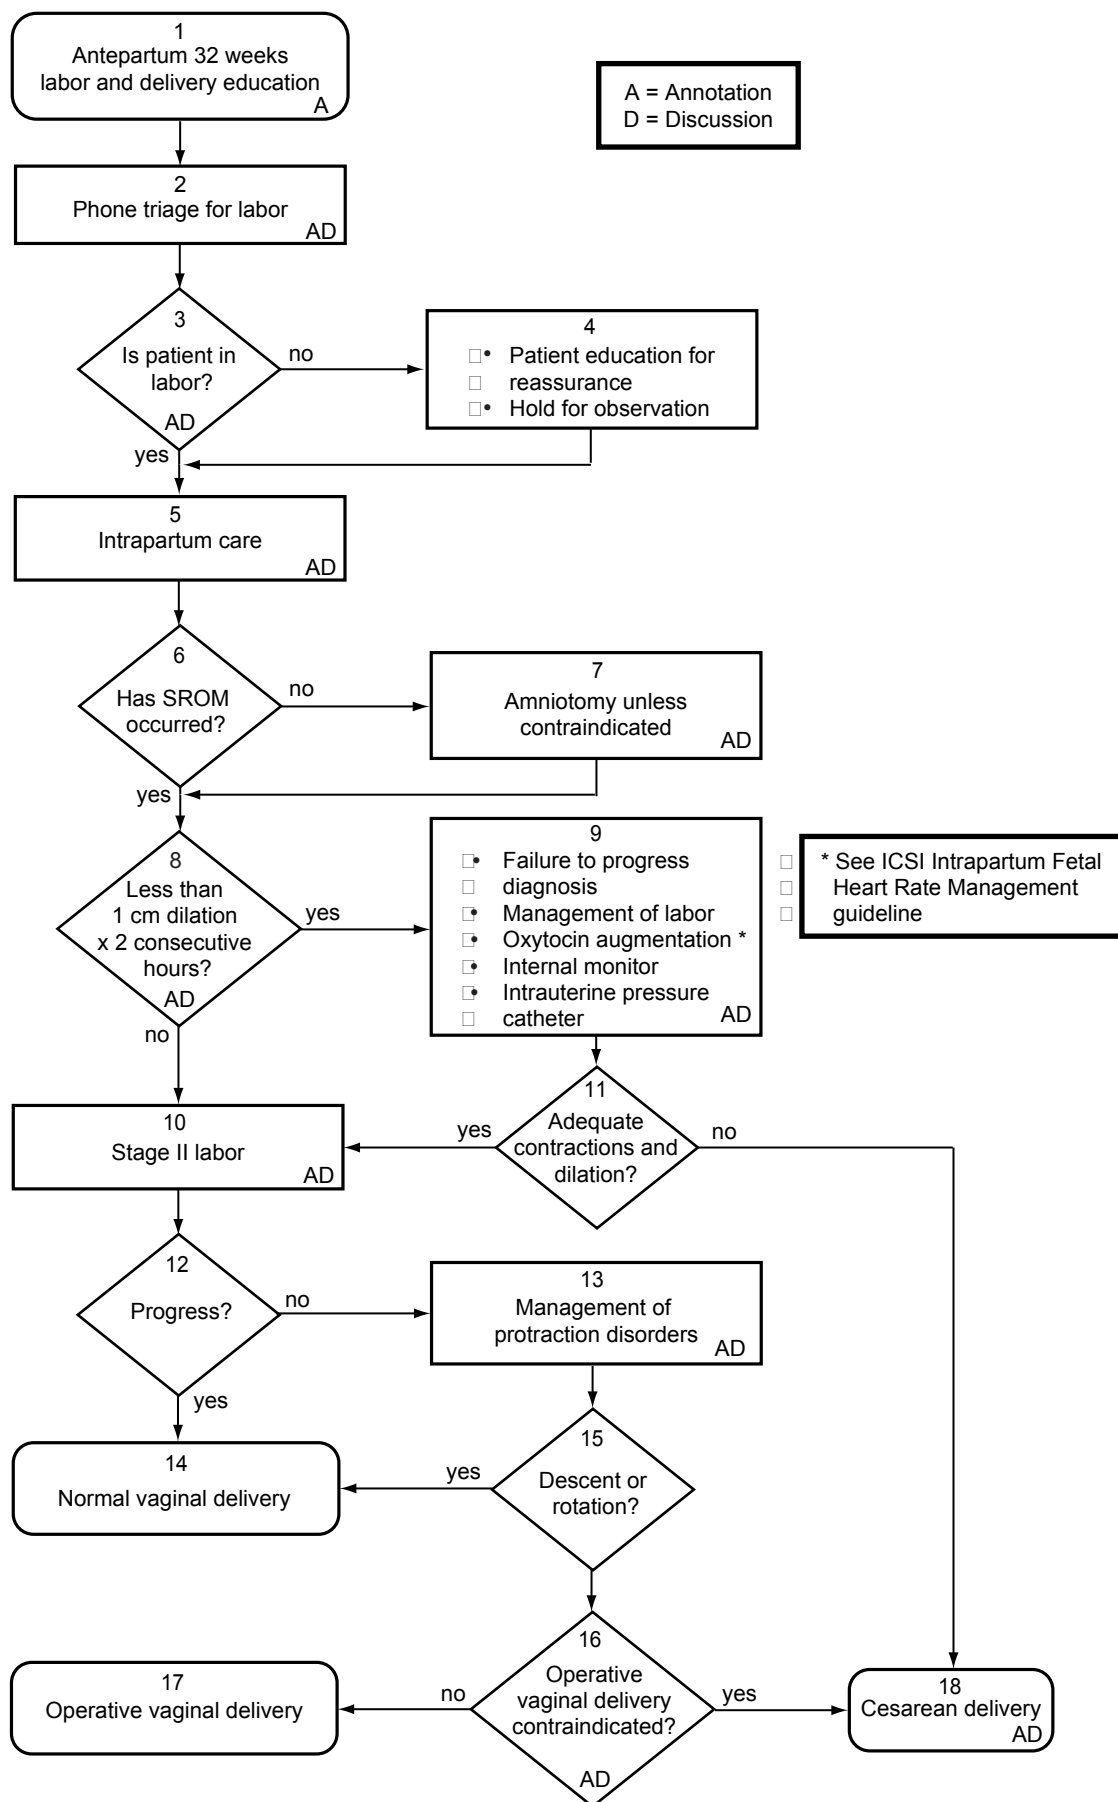 1
Antepartum 32 weeks
labor and delivery education
A
A = Annotation
D = Discussion
2
Phone triage for labor
AD
3
Is patient in
labor?
AD
no
yes
4
• Patient education for
reassurance
• Hold for observation
5
Intrapartum care
AD
6
Has SROM
occurred?
no
yes
7
Amniotomy unless
contraindicated
AD
8
Less than
1 cm dilation
x 2 consecutive
hours?
AD
yes
no
9
• Failure to progress
diagnosis
• Management of labor
• Oxytocin augmentation *
• Internal monitor
• Intrauterine pressure
catheter
AD
* See ICSI Intrapartum Fetal
Heart Rate Management
guideline
10
Stage II labor
AD
11
Adequate
contractions and
dilation?
yes
no
12
Progress?
no
yes
13
Management of
protraction disorders
AD
14
Normal vaginal delivery
15
Descent or
rotation?
yes
16
Operative
vaginal delivery
contraindicated?
AD
no
yes
17
Operative vaginal delivery
18
Cesarean delivery
AD